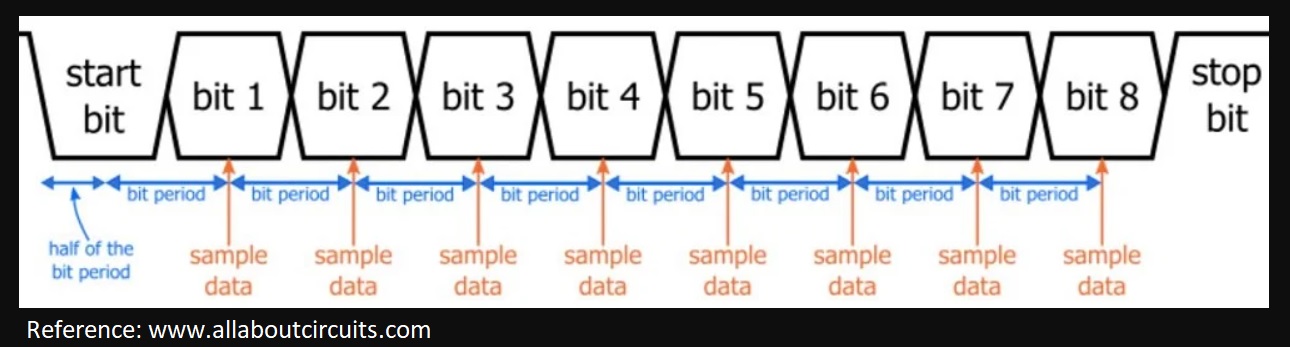 start
bit
bit 1
bit 2
bit 3
bit 4
bit 5
bit 6
bit 7
bit 8
stop
bit
bit period
bit period
bit period
bit period
bit period
bit period
bit period
bit period
half of the
bit period
sample
data
sample
data
sample
data
sample
data
sample
data
sample
data
sample
data
sample
data
Reference: www.allaboutcircuits.com